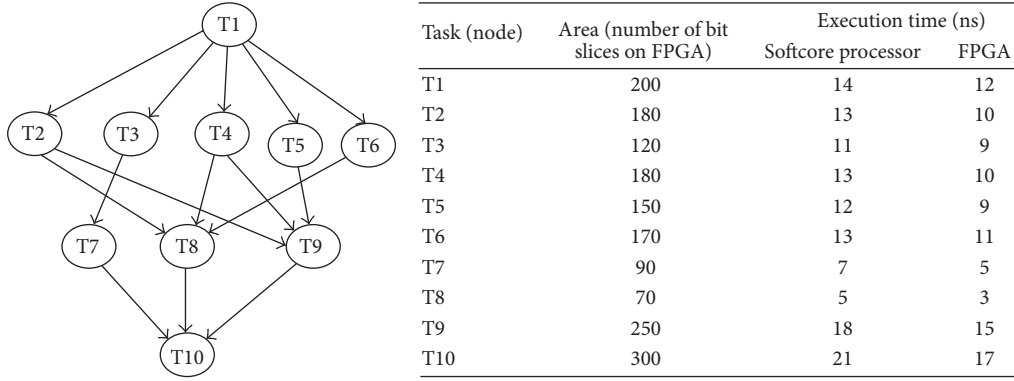 T1
T2
T3
T4
T5
T6
T7
T8
T9
T10
Task (node) Area (number of bit slices on FPGA) Execution time (ns)
Softcore processor FPGA
T1 200 14 12
T2 180 13 10
T3 120 11 9
T4 180 13 10
T5 150 12 9
T6 170 13 11
T7 90 7 5
T8 70 5 3
T9 250 18 15
T10 300 21 17